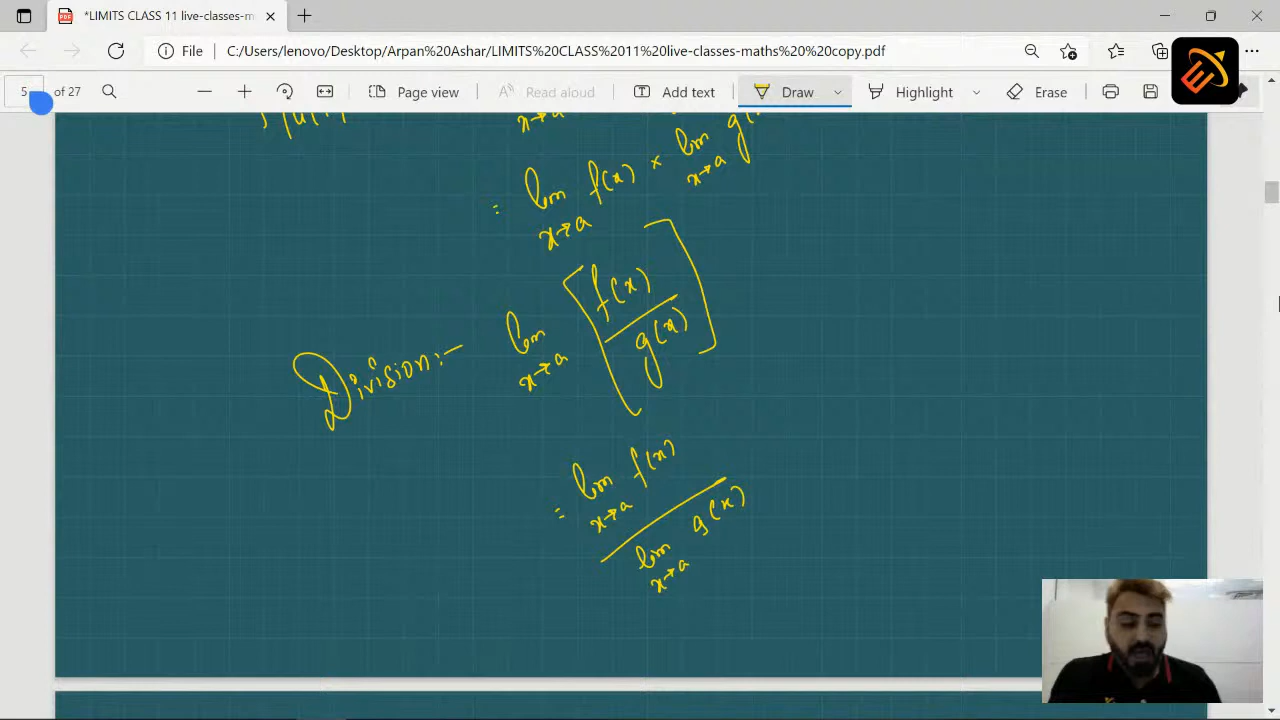 *LIMITS CLASS 11 live-classes-m
File C:/Users/lenovo/Desktop/Arpan%20Ashar/LIMITS%20CLASS%2011%20live-classes-maths%20%20copy.pdf
5 of 27 Page view Read aloud Add text Draw Highlight Erase
x→a
= lim x→a f(x) × lim x→a g(
Division:- lim x→a [f(x)/g(x)]
= lim x→a f(x)
lim x→a g(x)